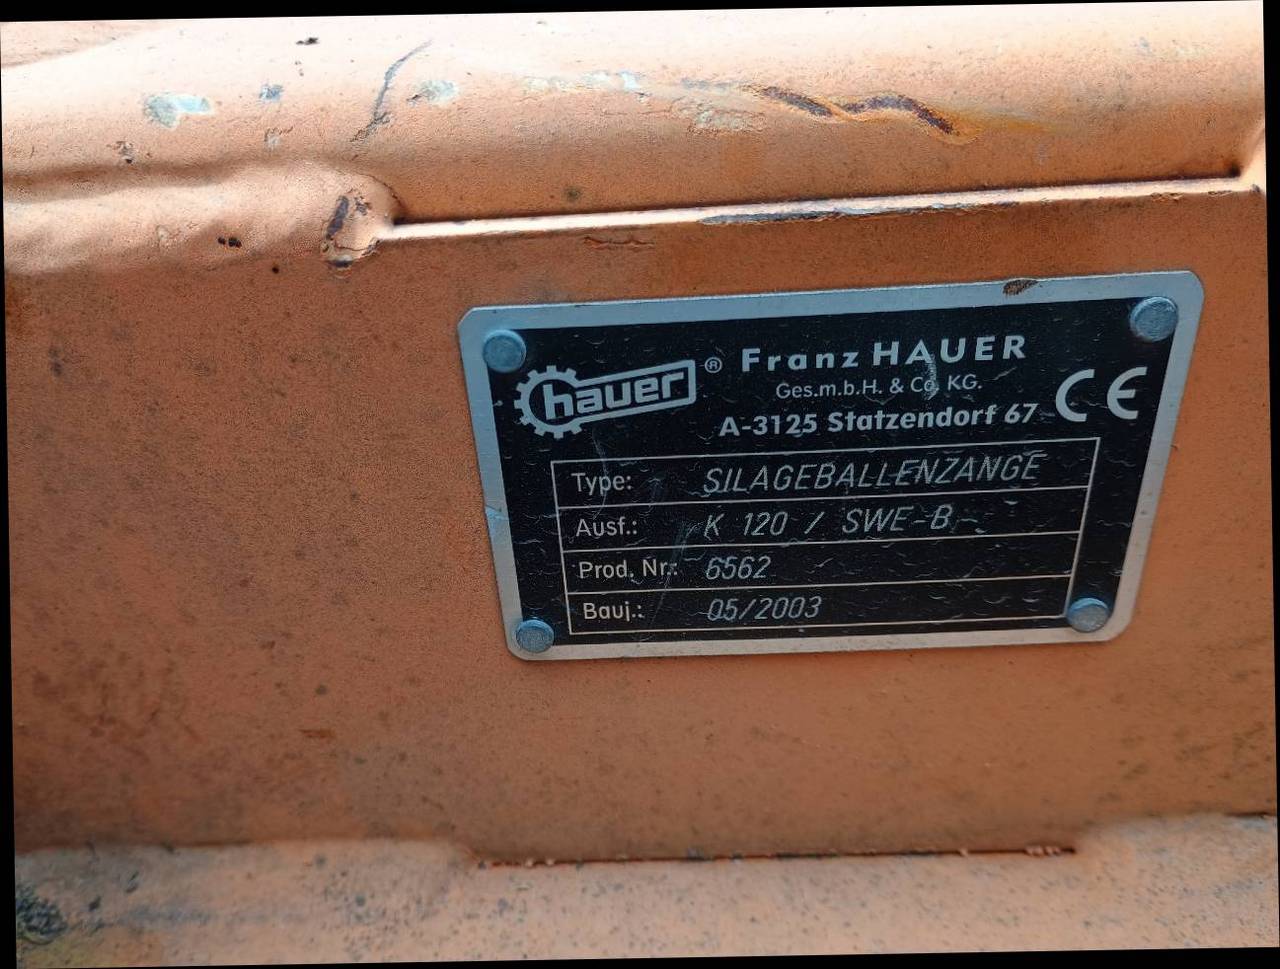 hauer ® Franz HAUER
Ges.m.b.H. & Co. KG.
A-3125 Statzendorf 67
CE
Type: SILAGEBALLENZANGE
Ausf.: K 120 / SWE-B
Prod. Nr.: 6562
Bauj.: 05/2003